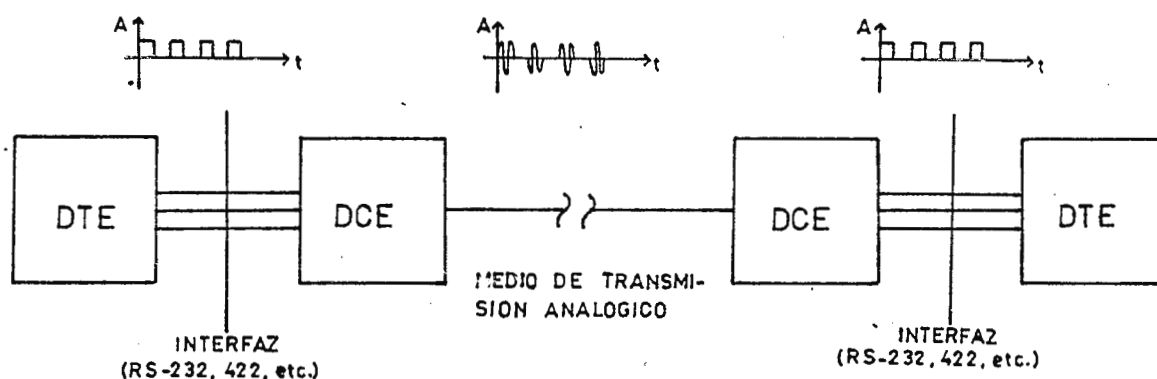 A
t
A
t
A
t
DTE
DCE
DCE
DTE
MEDIO DE TRANSMI-
SION ANALOGICO
INTERFAZ
(RS-232, 422, etc.)
INTERFAZ
(RS-232, 422, etc.)